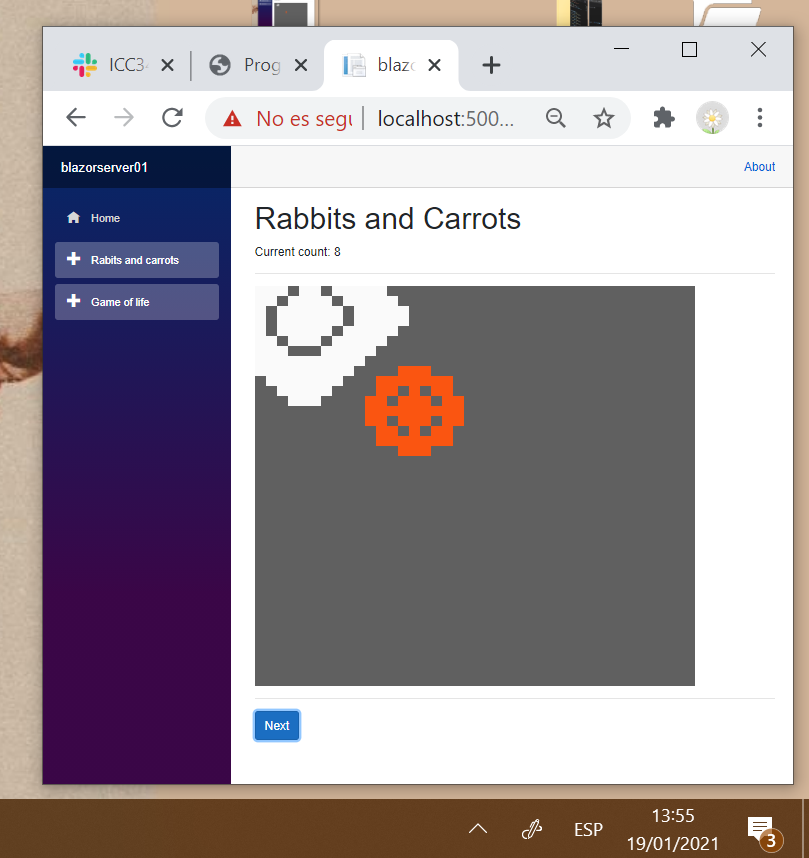 ICC3
Prog
blazo
No es segu
localhost:500...
blazorserver01
About
Home
Rabits and carrots
Game of life
Rabbits and Carrots
Current count: 8
Next
ESP
13:55
19/01/2021
3